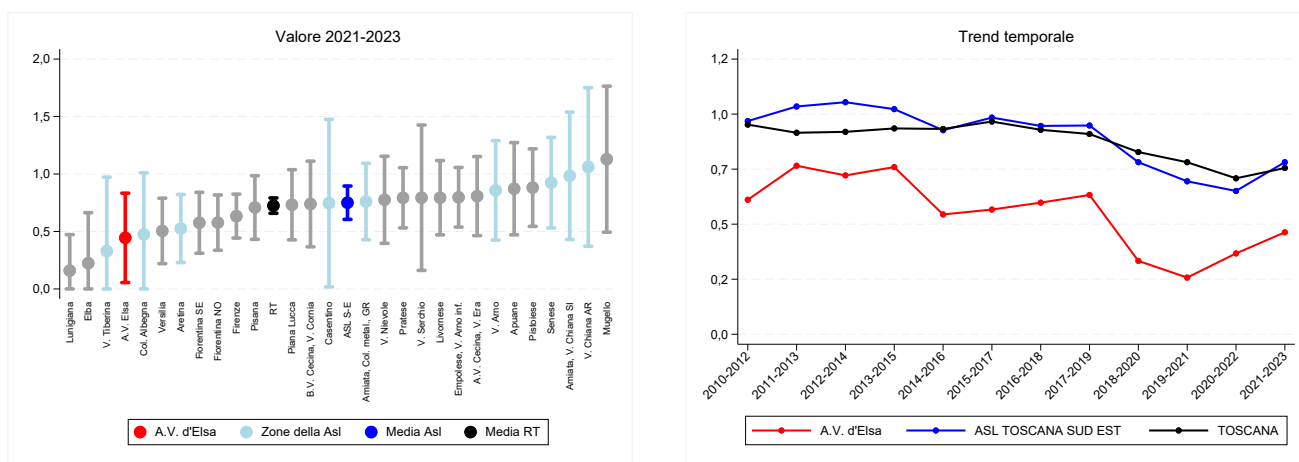 Valore 2021-2023
2,0
1,5
1,0
0,5
0,0
Lunigiana
Elba
V. Tiberina
A.V. Elsa
Col. Albegna
Versilia
Aretina
Fiorentina SE
Fiorentina NO
Firenze
Pisana
RT
Piana Lucca
B.V. Cecina, V. Cornia
Casentino
ASL S-E
Amiata, Col. metal., GR
V. Nievole
Pratese
V. Serchio
Livornese
Empolese, V. Arno inf.
A.V. Cecina, V. Era
V. Arno
Apuane
Pistoiese
Senese
Amiata, V. Chiana SI
V. Chiana AR
Mugello
A.V. d'Elsa
Zone della Asl
Media Asl
Media RT
Trend temporale
1,2
1,0
0,7
0,5
0,2
0,0
2010-2012
2011-2013
2012-2014
2013-2015
2014-2016
2015-2017
2016-2018
2017-2019
2018-2020
2019-2021
2020-2022
2021-2023
A.V. d'Elsa
ASL TOSCANA SUD EST
TOSCANA